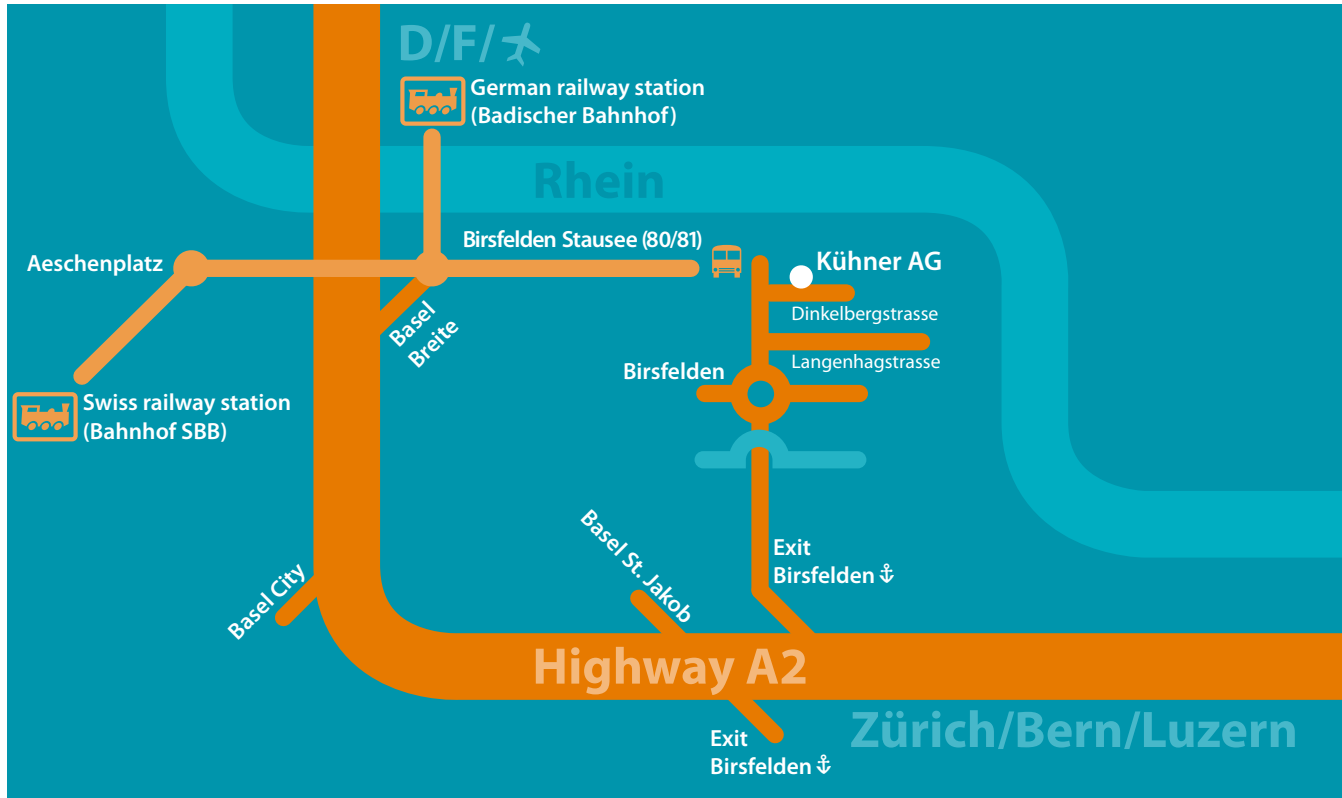 D/F/
German railway station
(Badischer Bahnhof)
Rhein
Birsfelden Stausee (80/81)
Aeschenplatz
Kühner AG
Dinkelbergstrasse
Basel
Breite
Langenhagstrasse
Birsfelden
Swiss railway station
(Bahnhof SBB)
Basel St. Jakob
Exit
Birsfelden
Basel City
Highway A2
Zürich/Bern/Luzern
Exit
Birsfelden